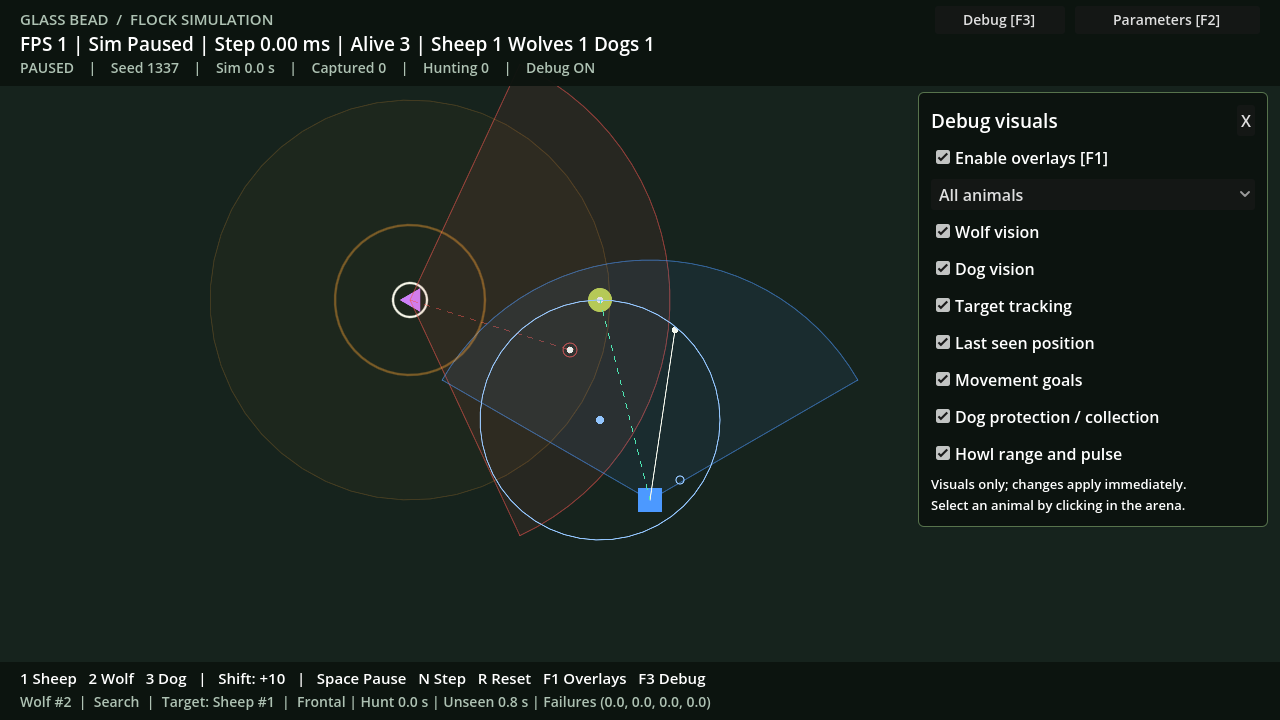 GLASS BEAD / FLOCK SIMULATION
Debug [F3]
Parameters [F2]
FPS 1 | Sim Paused | Step 0.00 ms | Alive 3 | Sheep 1 Wolves 1 Dogs 1
PAUSED | Seed 1337 | Sim 0.0 s | Captured 0 | Hunting 0 | Debug ON
Debug visuals
X
Enable overlays [F1]
All animals
Wolf vision
Dog vision
Target tracking
Last seen position
Movement goals
Dog protection / collection
Howl range and pulse
Visuals only; changes apply immediately.
Select an animal by clicking in the arena.
1 Sheep 2 Wolf 3 Dog | Shift: +10 | Space Pause N Step R Reset F1 Overlays F3 Debug
Wolf #2 | Search | Target: Sheep #1 | Frontal | Hunt 0.0 s | Unseen 0.8 s | Failures (0.0, 0.0, 0.0, 0.0)